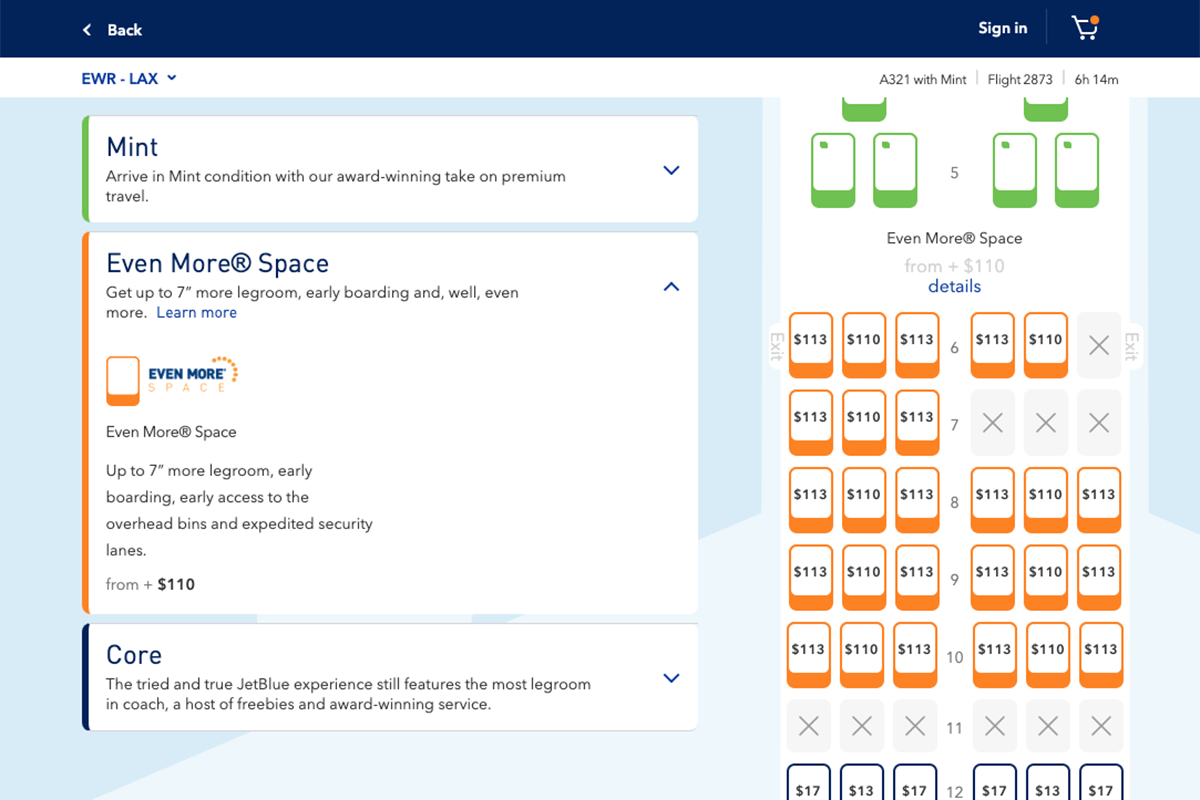 Back
Sign in
EWR - LAX
A321 with Mint Flight 2873 6h 14m
Mint
Arrive in Mint condition with our award-winning take on premium
travel.
Even More® Space
Get up to 7” more legroom, early boarding and, well, even
more. Learn more
EVEN MORE®
SPACE
Even More® Space
Up to 7” more legroom, early
boarding, early access to the
overhead bins and expedited security
lanes.
from + $110
Core
The tried and true JetBlue experience still features the most legroom
in coach, a host of freebies and award-winning service.
5
Even More® Space
from + $110
details
Exit $113 $110 $113 6 $113 $110 Exit
$113 $110 $113 7
$113 $110 $113 8 $113 $110 $113
$113 $110 $113 9 $113 $110 $113
$113 $110 $113 10 $113 $110 $113
11
$17 $13 $17 12 $17 $13 $17